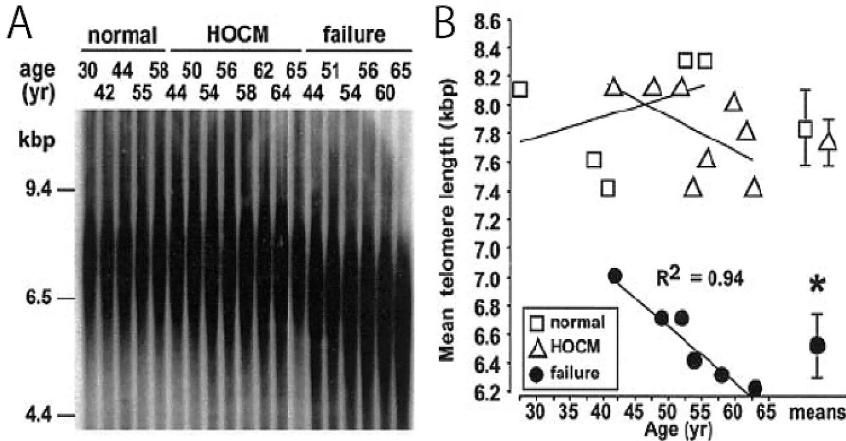 A
normal HOCM failure
age 30 44 58 50 56 62 65 51 56 65
(yr) 42 55 44 54 58 64 44 54 60
kbp
9.4
6.5
4.4
B
Mean telomere length (kbp)
8.6
8.4
8.2
8.0
7.8
7.6
7.4
7.2
8.0
7.0
6.8
6.6
6.4
6.2
R2 = 0.94
*
normal
HOCM
failure
30 35 40 45 50 55 60 65 means
Age (yr)